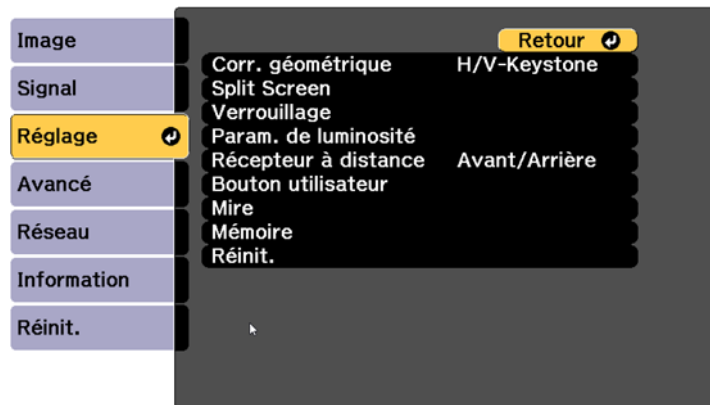 Image
Signal
Réglage
Avancé
Réseau
Information
Réinit.
Retour
Corr. géométrique H/V-Keystone
Split Screen
Verrouillage
Param. de luminosité
Récepteur à distance Avant/Arrière
Bouton utilisateur
Mire
Mémoire
Réinit.